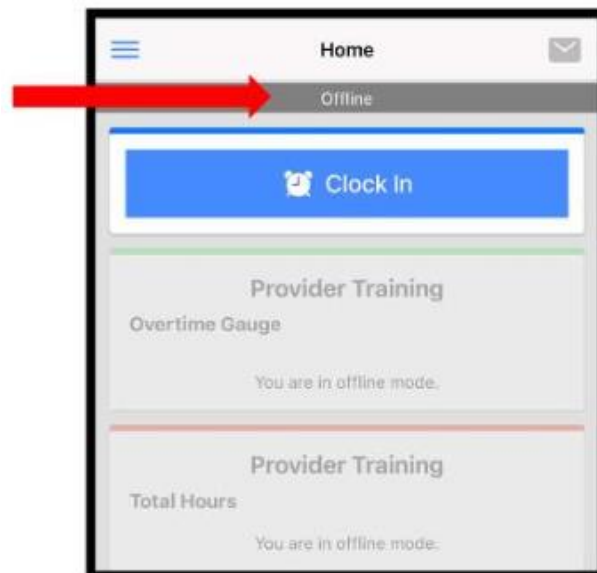 Home
Offline
Clock In
Provider Training
Overtime Gauge
You are in offline mode.
Provider Training
Total Hours
You are in offline mode.